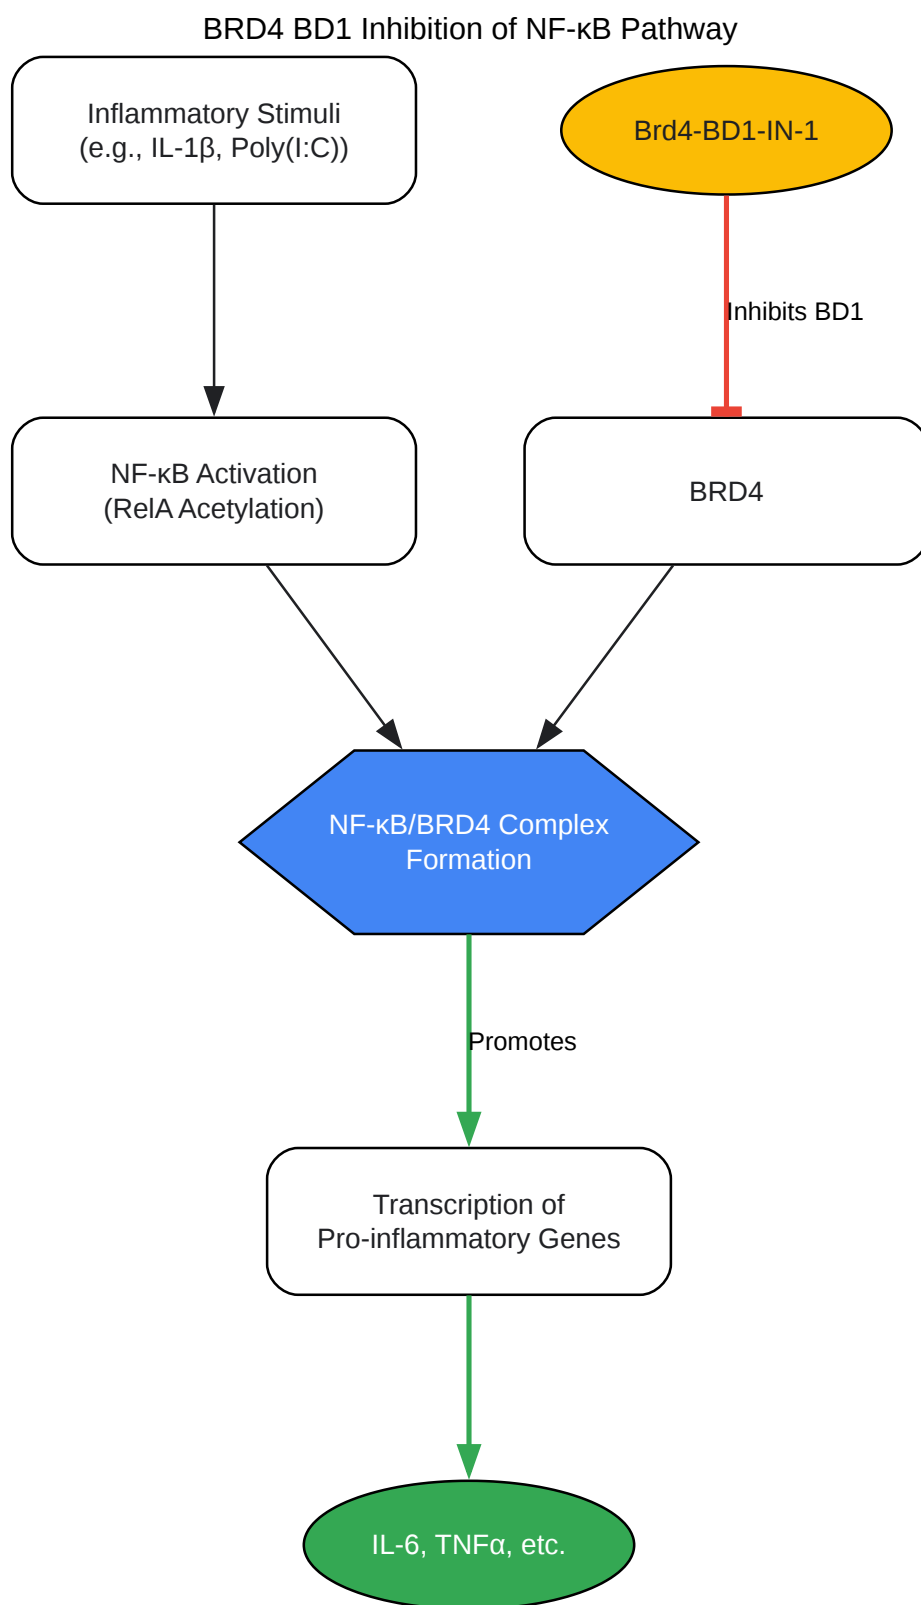 BRD4 BD1 Inhibition of NF-κB Pathway
Inflammatory Stimuli
(e.g., IL-1β, Poly(I:C))
Brd4-BD1-IN-1
Inhibits BD1
NF-κB Activation
(RelA Acetylation)
BRD4
NF-κB/BRD4 Complex
Formation
Promotes
Transcription of
Pro-inflammatory Genes
IL-6, TNFα, etc.